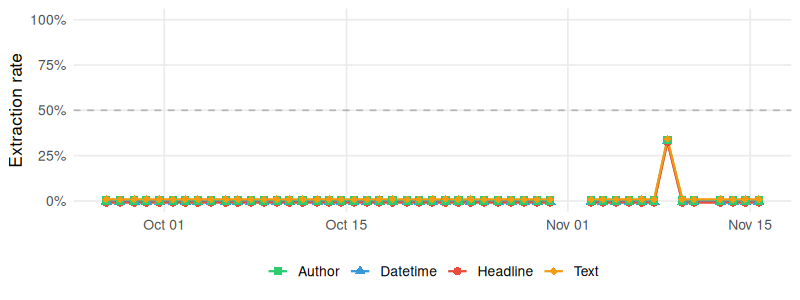 100%
75%
50%
25%
0%
Extraction rate
Oct 01
Oct 15
Nov 01
Nov 15
Author
Datetime
Headline
Text